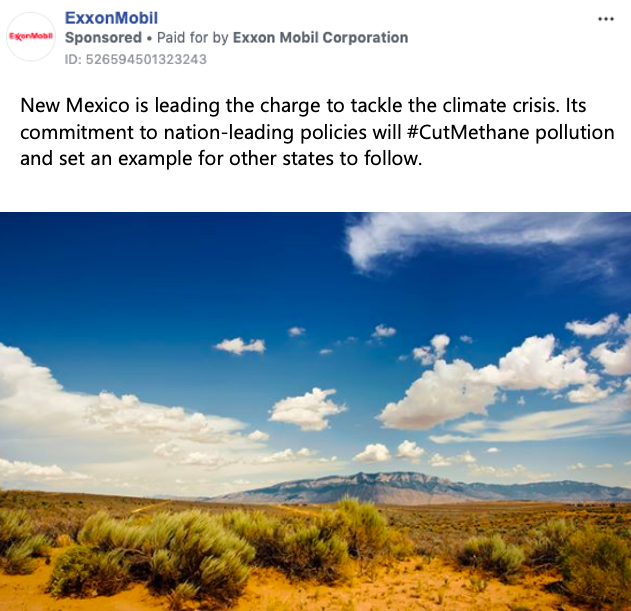 ExxonMobil
ExxonMobil
Sponsored • Paid for by Exxon Mobil Corporation
ID: 526594501323243
New Mexico is leading the charge to tackle the climate crisis. Its
commitment to nation-leading policies will #CutMethane pollution
and set an example for other states to follow.